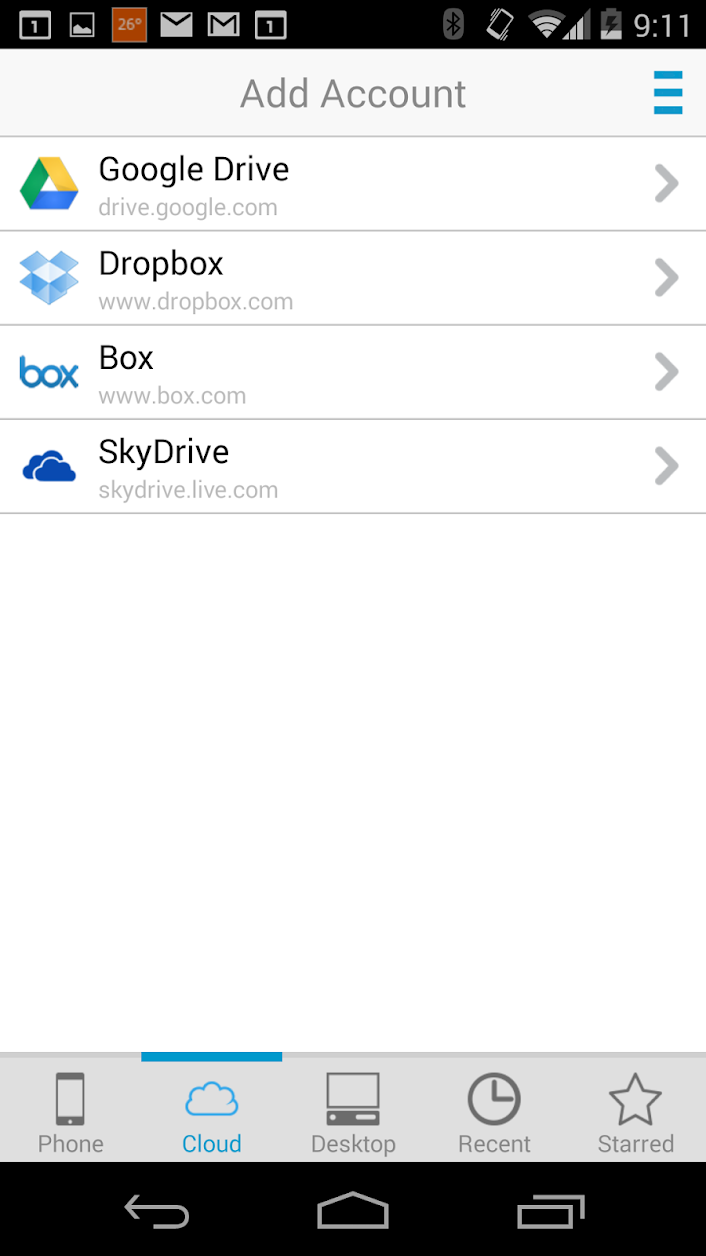 1 26° 1 9:11
Add Account
Google Drive
drive.google.com
Dropbox
www.dropbox.com
box
Box
www.box.com
SkyDrive
skydrive.live.com
Phone Cloud Desktop Recent Starred